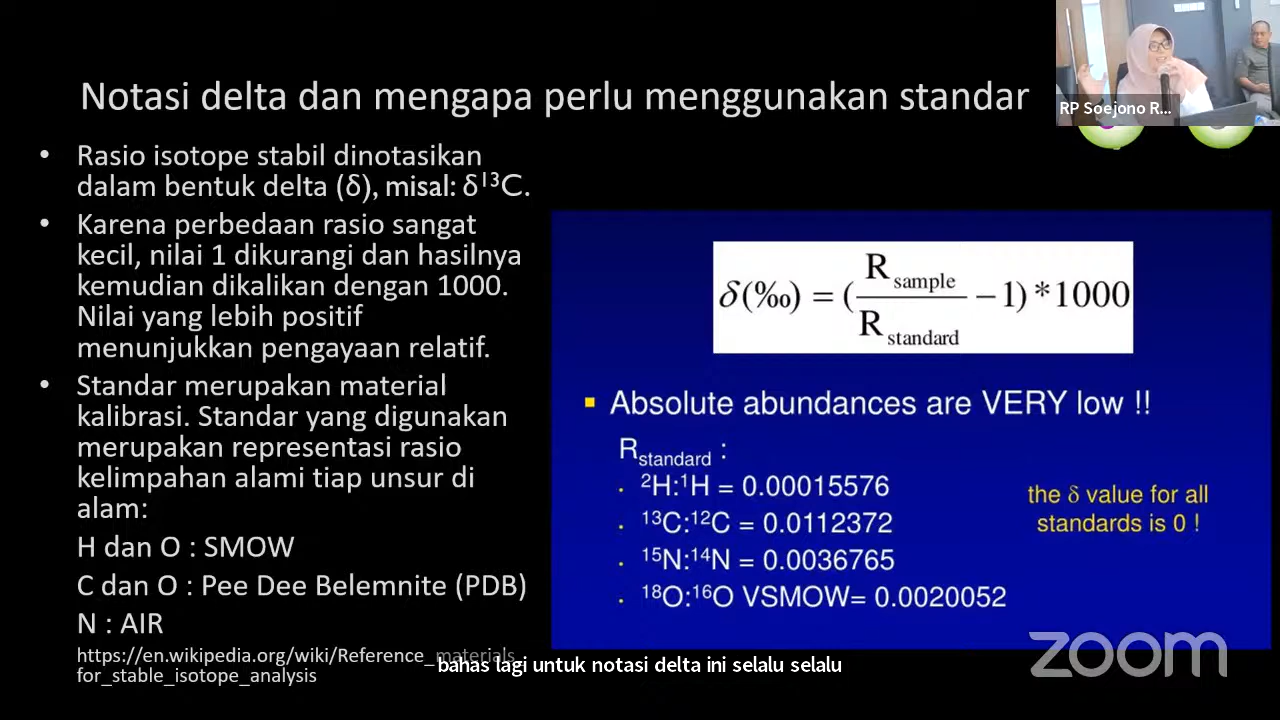 Notasi delta dan mengapa perlu menggunakan standar
RP Soejono R...
• Rasio isotope stabil dinotasikan
dalam bentuk delta (δ), misal: δ¹³C.
• Karena perbedaan rasio sangat
kecil, nilai 1 dikurangi dan hasilnya
kemudian dikalikan dengan 1000.
Nilai yang lebih positif
menunjukkan pengayaan relatif.
• Standar merupakan material
kalibrasi. Standar yang digunakan
merupakan representasi rasio
kelimpahan alami tiap unsur di
alam:
H dan O : SMOW
C dan O : Pee Dee Belemnite (PDB)
N : AIR
https://en.wikipedia.org/wiki/Reference_materials_
for_stable_isotope_analysis
δ(‰) = (R sample / R standard − 1) * 1000
▪ Absolute abundances are VERY low !!
R standard :
· ²H:¹H = 0.00015576
· ¹³C:¹²C = 0.0112372
· ¹⁵N:¹⁴N = 0.0036765
· ¹⁸O:¹⁶O VSMOW= 0.0020052
the δ value for all
standards is 0 !
bahas lagi untuk notasi delta ini selalu selalu
zoom